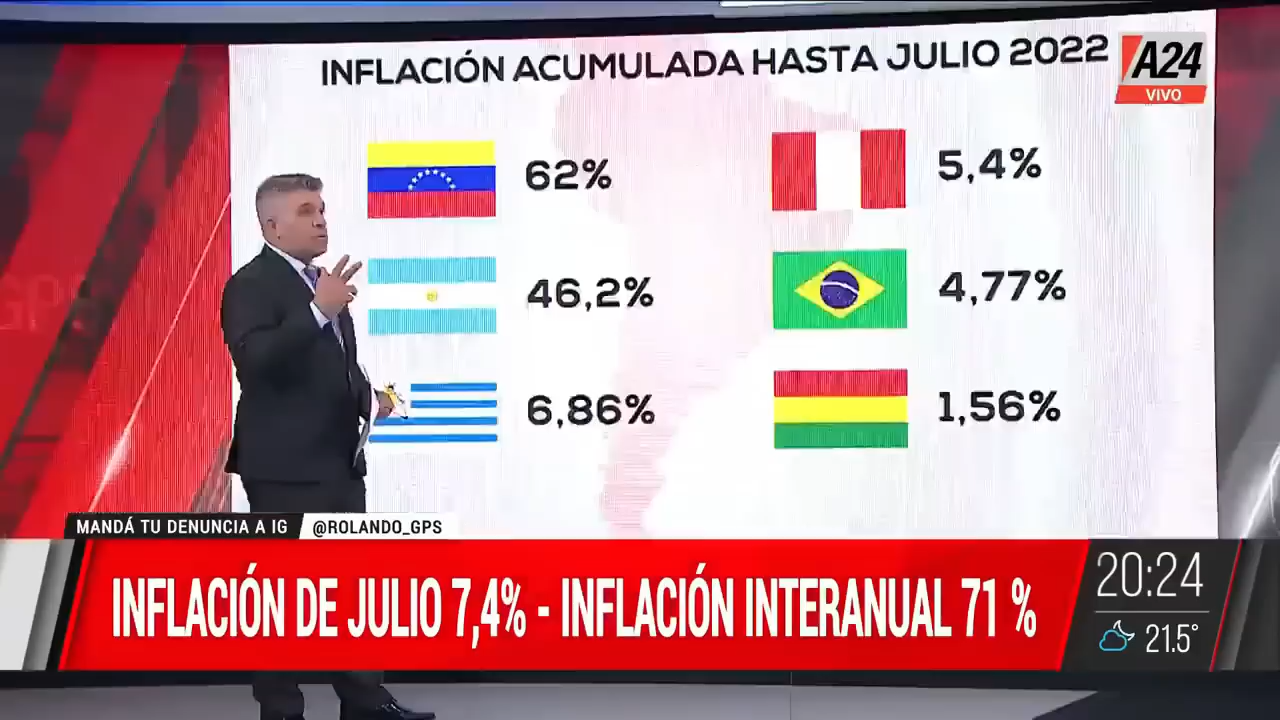 INFLACIÓN ACUMULADA HASTA JULIO 2022
A24
VIVO
62%
5,4%
46,2%
4,77%
6,86%
1,56%
MANDÁ TU DENUNCIA A IG @ROLANDO_GPS
INFLACIÓN DE JULIO 7,4% - INFLACIÓN INTERANUAL 71 %
20:24
21.5°
GPS